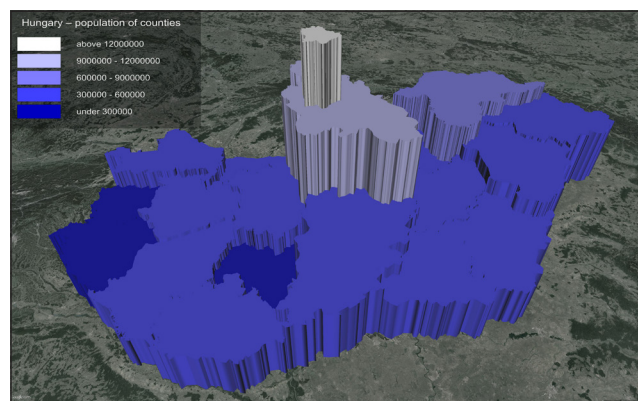 Hungary – population of counties
above 12000000
9000000 - 12000000
600000 - 9000000
300000 - 600000
under 300000